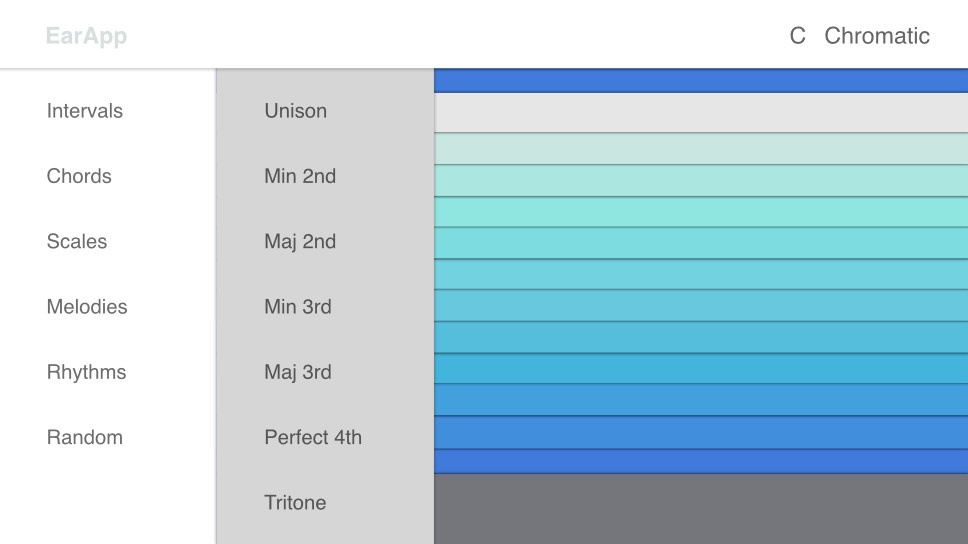 EarApp
C Chromatic
Intervals
Chords
Scales
Melodies
Rhythms
Random
Unison
Min 2nd
Maj 2nd
Min 3rd
Maj 3rd
Perfect 4th
Tritone